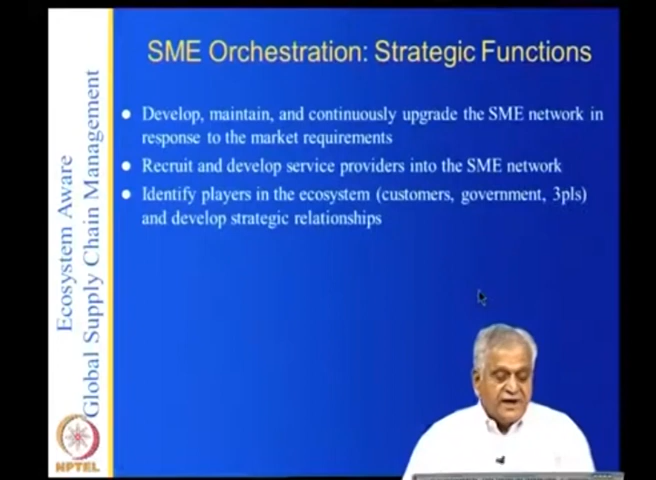 SME Orchestration: Strategic Functions
Develop, maintain, and continuously upgrade the SME network in
response to the market requirements
Recruit and develop service providers into the SME network
Identify players in the ecosystem (customers, government, 3pls)
and develop strategic relationships
Ecosystem Aware
Global Supply Chain Management
NPTEL